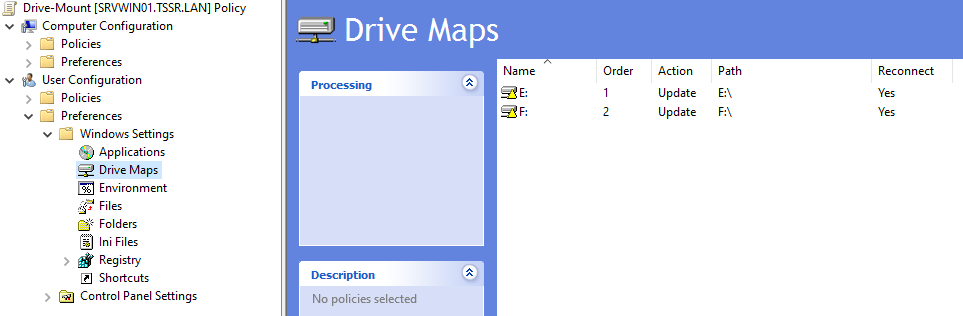 Drive-Mount [SRVWIN01.TSSR.LAN] Policy
Computer Configuration
Policies
Preferences
User Configuration
Policies
Preferences
Windows Settings
Applications
Drive Maps
Environment
Files
Folders
Ini Files
Registry
Shortcuts
Control Panel Settings
Drive Maps
Processing
Description
No policies selected
Name Order Action Path Reconnect
E: 1 Update E:\ Yes
F: 2 Update F:\ Yes